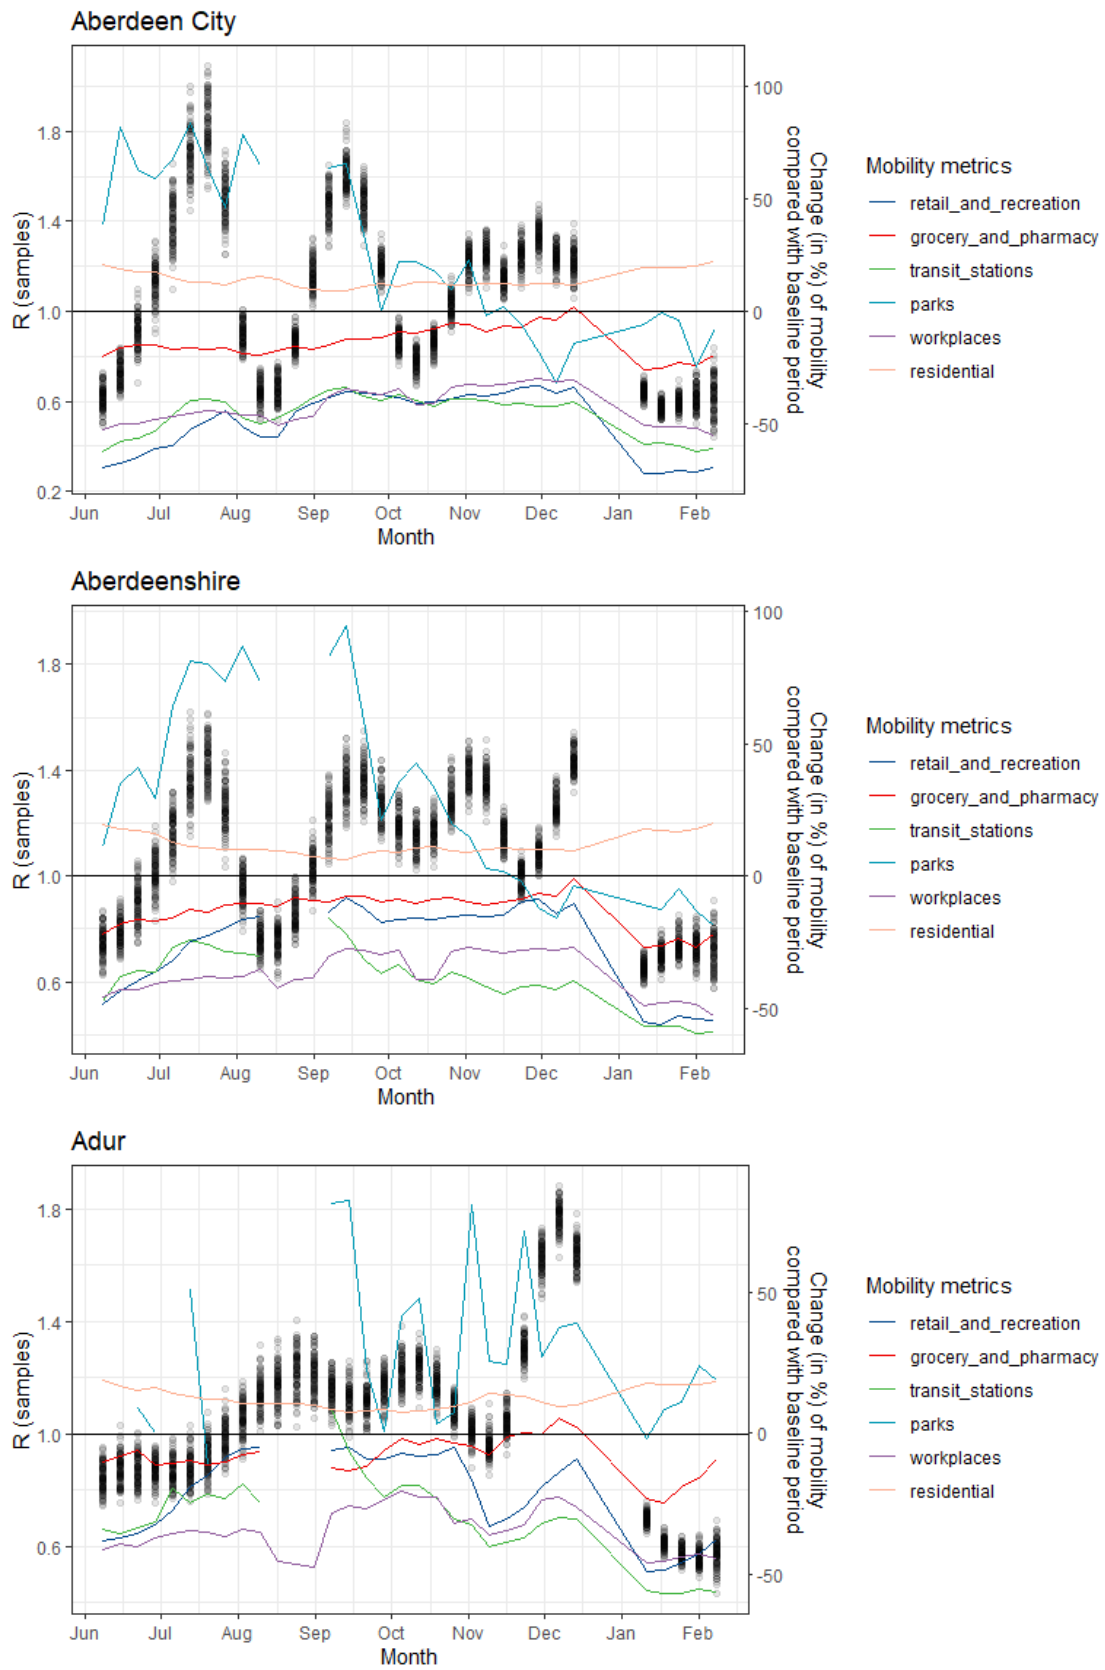 Aberdeen City
1.8
1.4
1.0
0.6
0.2
R (samples)
100
50
0
-50
Change (in %) of mobility
compared with baseline period
Jun Jul Aug Sep Oct Nov Dec Jan Feb
Month
Mobility metrics
retail_and_recreation
grocery_and_pharmacy
transit_stations
parks
workplaces
residential
Aberdeenshire
1.8
1.4
1.0
0.6
R (samples)
100
50
0
-50
Change (in %) of mobility
compared with baseline period
Jun Jul Aug Sep Oct Nov Dec Jan Feb
Month
Mobility metrics
retail_and_recreation
grocery_and_pharmacy
transit_stations
parks
workplaces
residential
Adur
1.8
1.4
1.0
0.6
R (samples)
50
0
-50
Change (in %) of mobility
compared with baseline period
Jun Jul Aug Sep Oct Nov Dec Jan Feb
Month
Mobility metrics
retail_and_recreation
grocery_and_pharmacy
transit_stations
parks
workplaces
residential